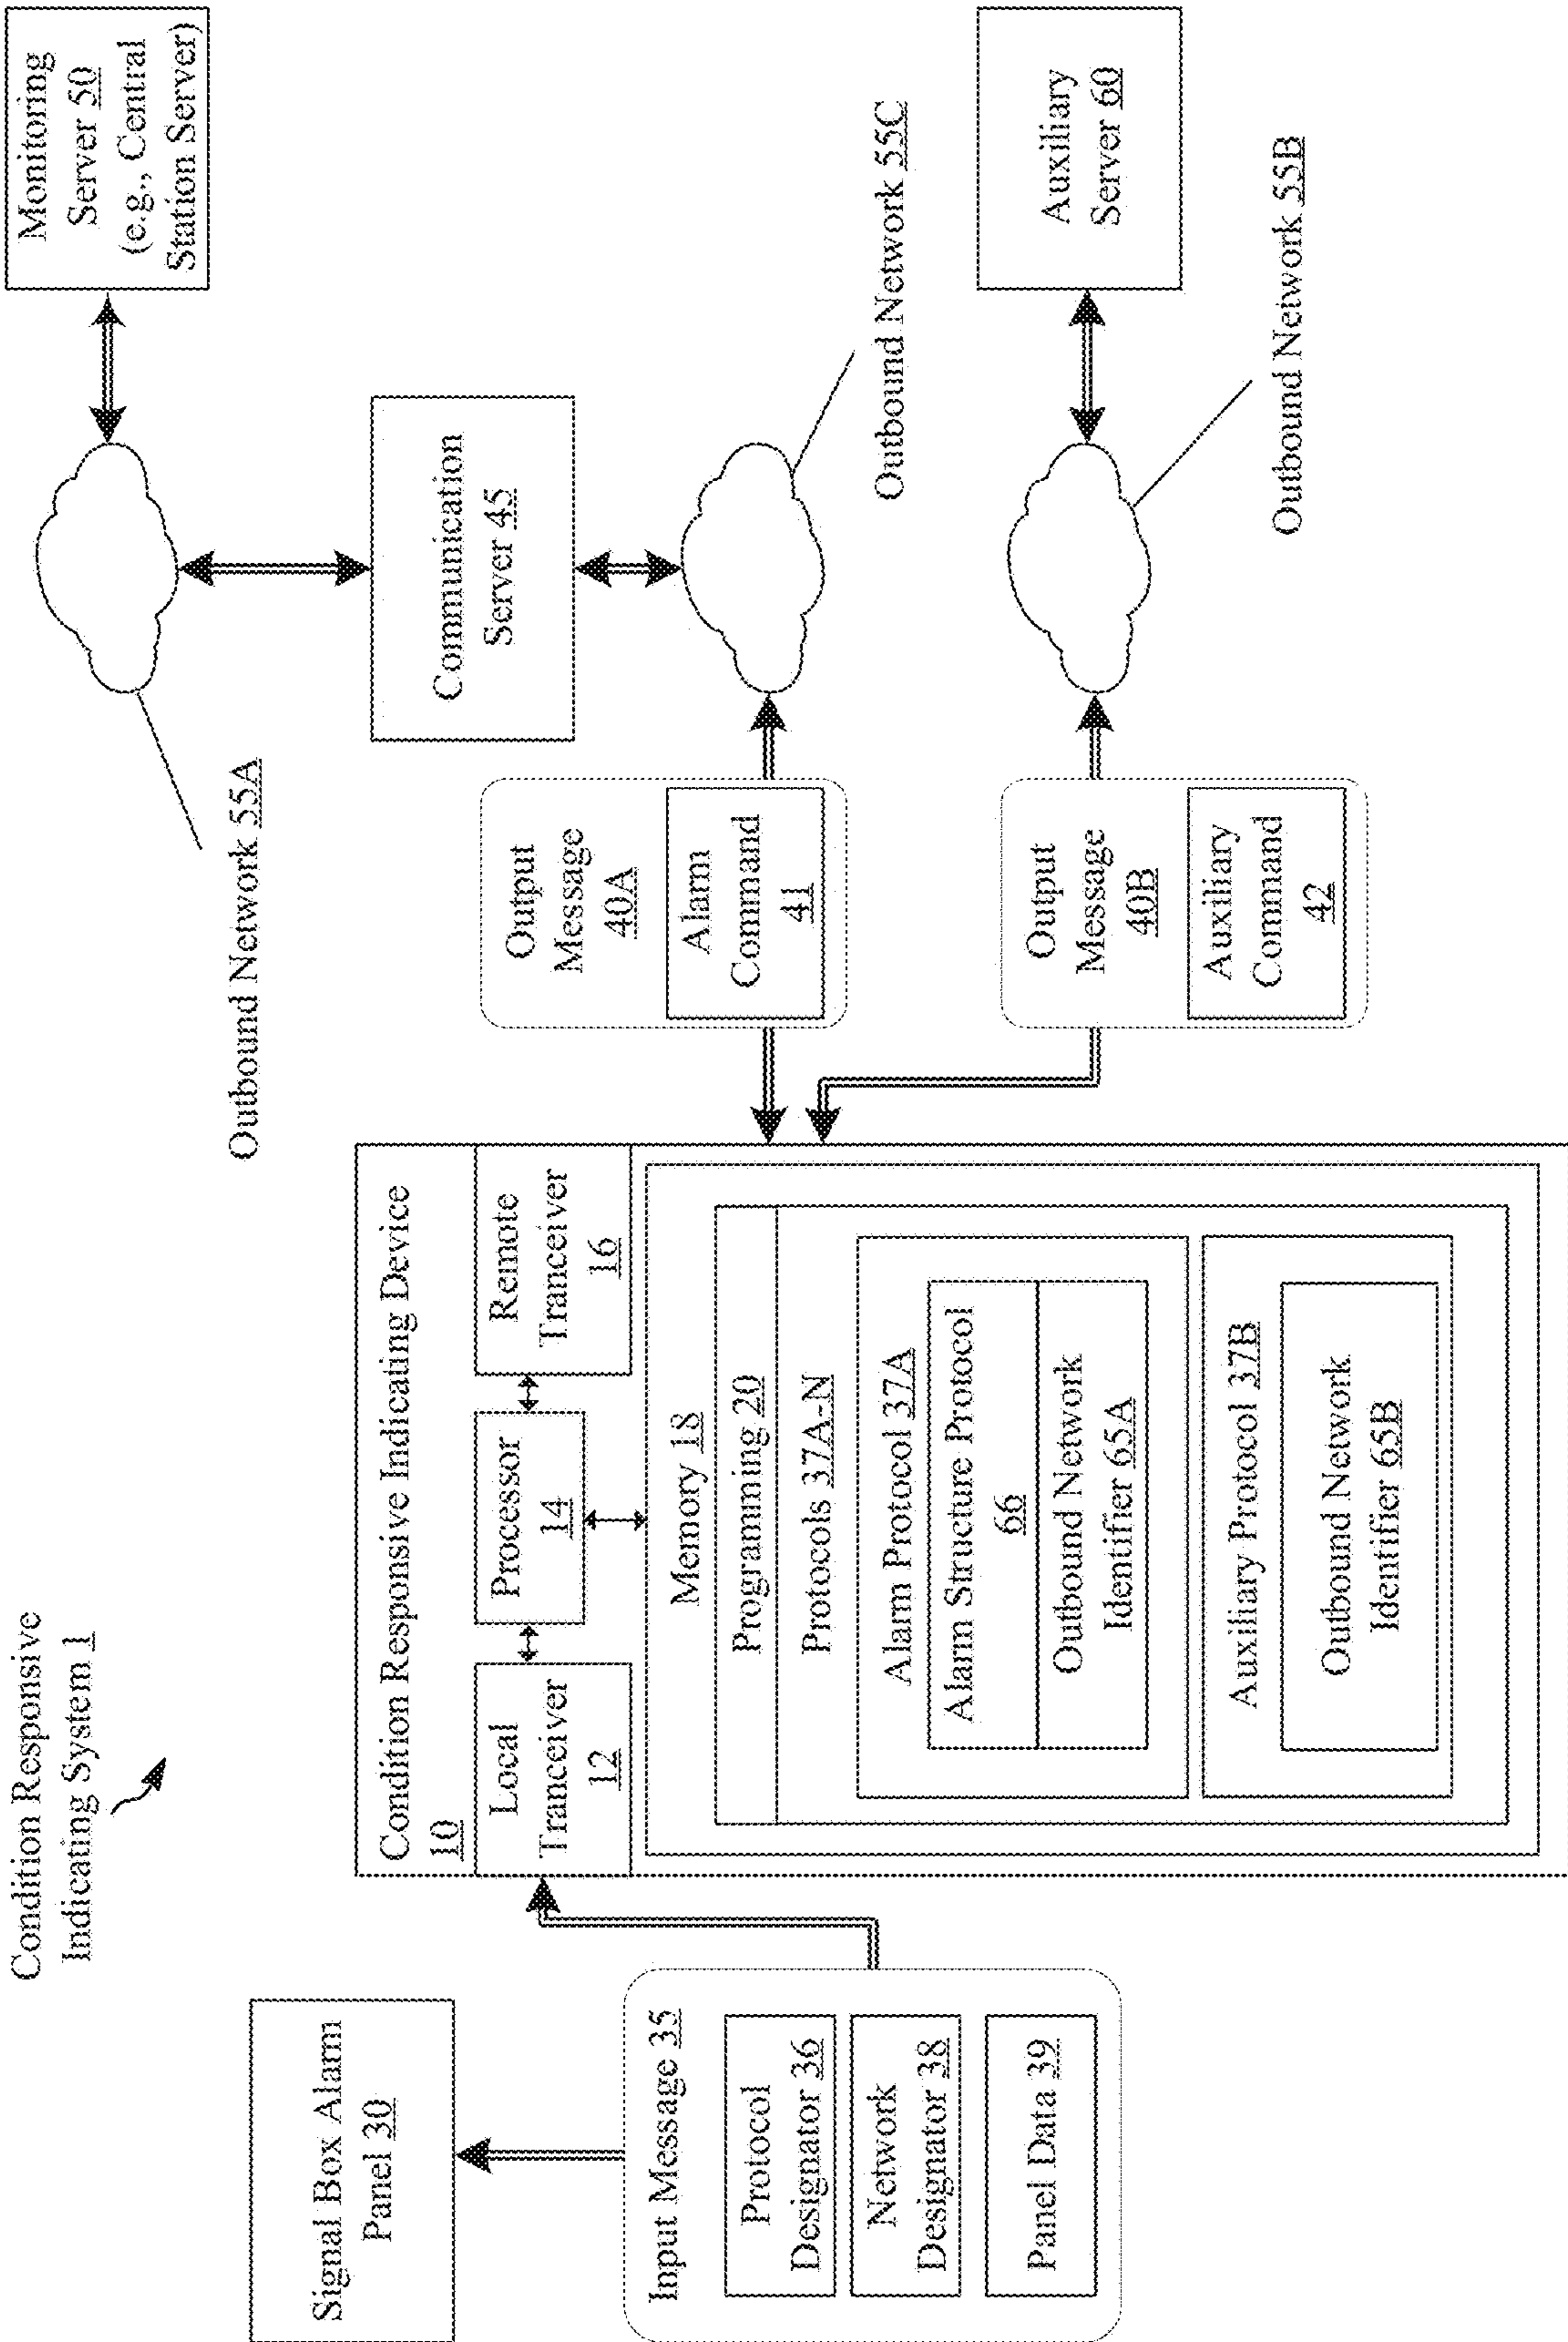 Condition Responsive
Indicating System 1
Signal Box Alarm
Panel 30
Input Message 35
Protocol
Designator 36
Network
Designator 38
Panel Data 39
Condition Responsive Indicating Device
10
Local
Tranceiver
12
Processor
14
Remote
Tranceiver
16
Memory 18
Programming 20
Protocols 37A-N
Alarm Protocol 37A
Alarm Structure Protocol
66
Outbound Network
Identifier 65A
Auxiliary Protocol 37B
Outbound Network
Identifier 65B
Output
Message
40A
Alarm
Command
41
Output
Message
40B
Auxiliary
Command
42
Outbound Network 55A
Communication
Server 45
Outbound Network 55C
Outbound Network 55B
Monitoring
Server 50
(e.g., Central
Station Server)
Auxiliary
Server 60